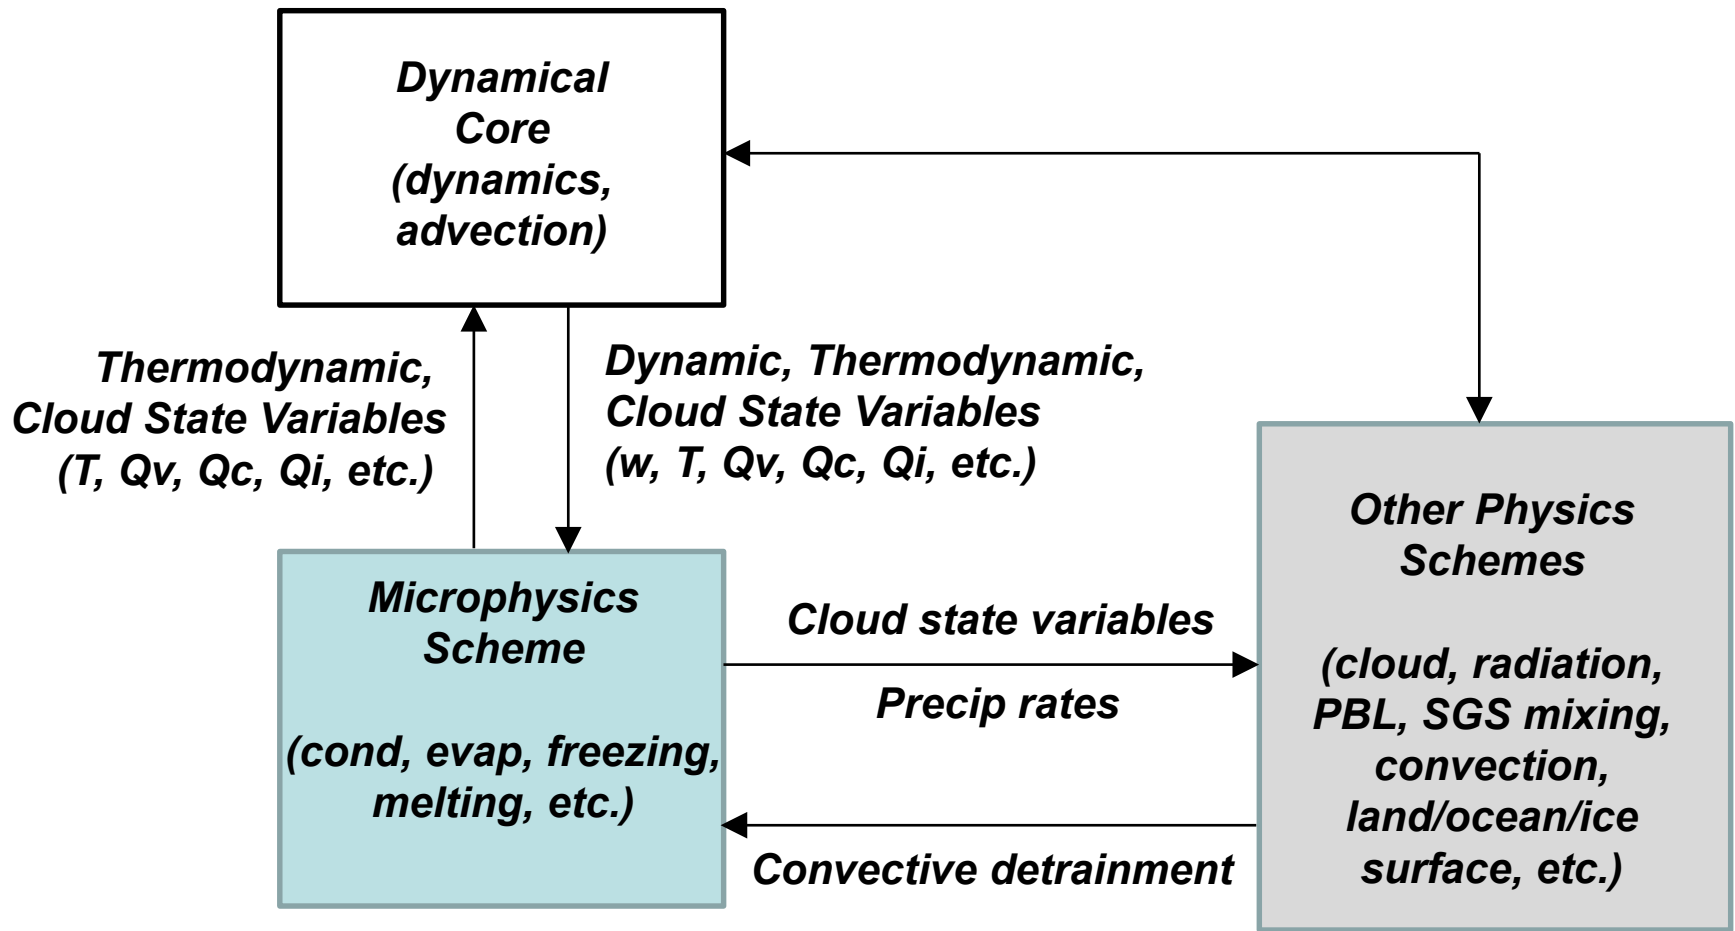 Dynamical
Core
(dynamics,
advection)
Thermodynamic,
Cloud State Variables
(T, Qv, Qc, Qi, etc.)
Dynamic, Thermodynamic,
Cloud State Variables
(w, T, Qv, Qc, Qi, etc.)
Microphysics
Scheme
(cond, evap, freezing,
melting, etc.)
Cloud state variables
Precip rates
Convective detrainment
Other Physics
Schemes
(cloud, radiation,
PBL, SGS mixing,
convection,
land/ocean/ice
surface, etc.)